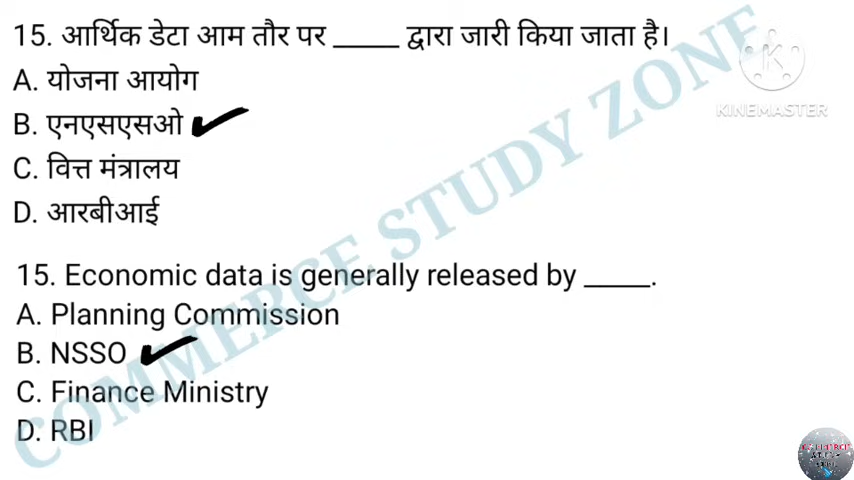 15. आर्थिक डेटा आम तौर पर _____ द्वारा जारी किया जाता है।
A. योजना आयोग
B. एनएसएसओ
C. वित्त मंत्रालय
D. आरबीआई
KINEMASTER
COMMERCE STUDY ZONE
15. Economic data is generally released by _____.
A. Planning Commission
B. NSSO
C. Finance Ministry
D. RBI